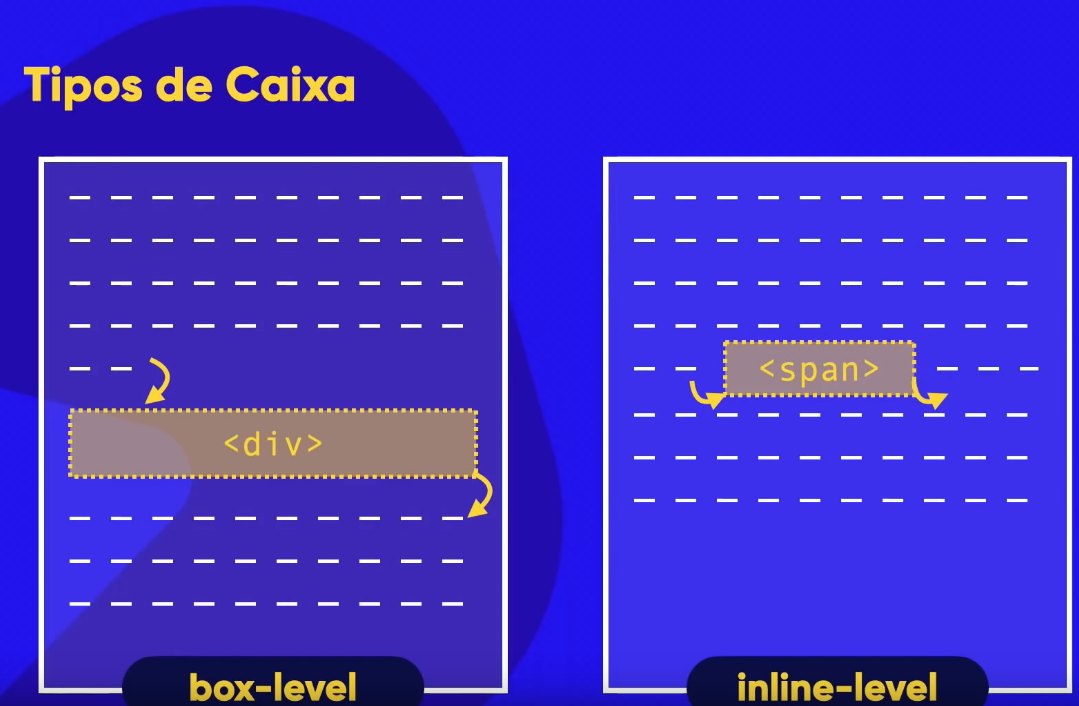 Tipos de Caixa
<div>
<span>
box-level
inline-level